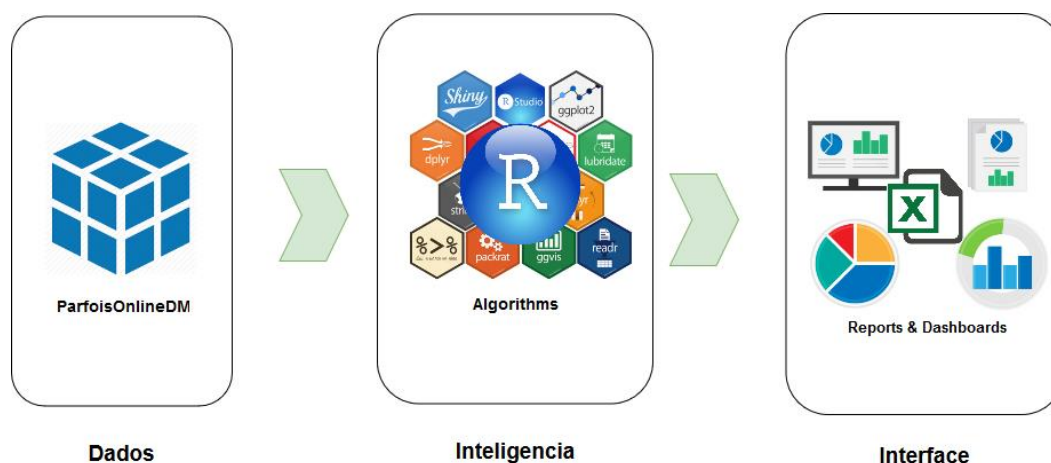 ParfoisOnlineDM
Dados
Shiny
R Studio
ggplot2
dplyr
lubridate
R
packrat
ggvis
readr
Algorithms
Inteligencia
X
Reports & Dashboards
Interface